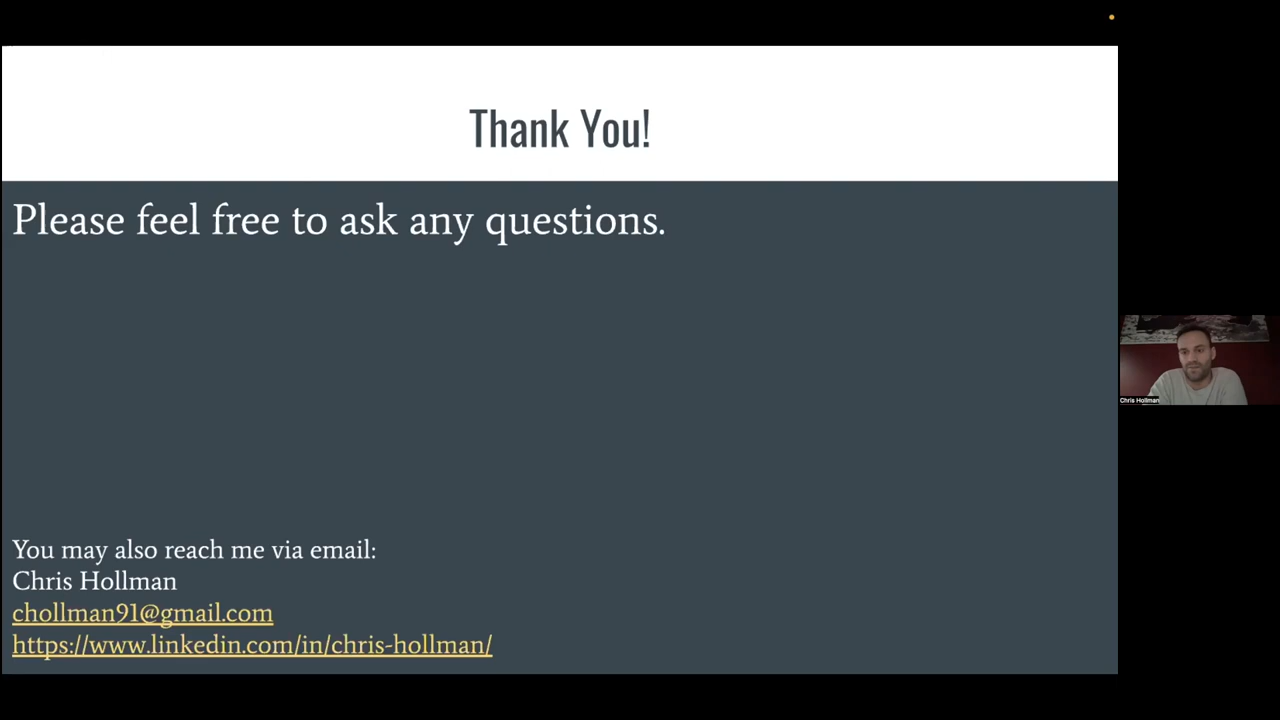 Thank You!
Please feel free to ask any questions.
You may also reach me via email:
Chris Hollman
chollman91@gmail.com
https://www.linkedin.com/in/chris-hollman/
Chris Hollman